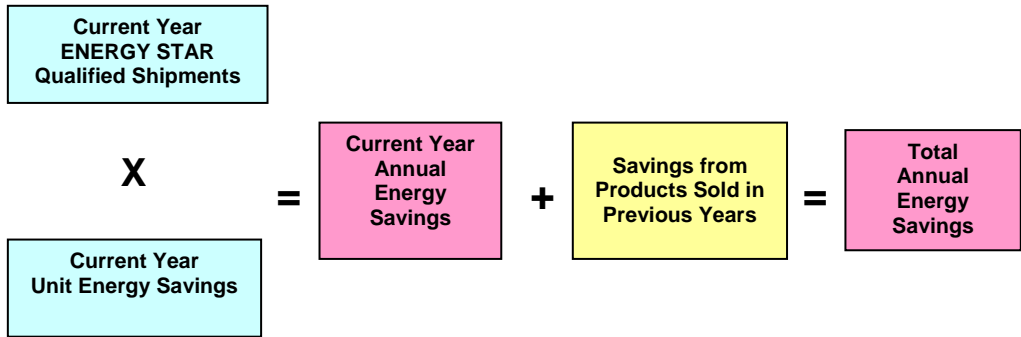 Current Year
ENERGY STAR
Qualified Shipments
X
Current Year
Unit Energy Savings
=
Current Year
Annual
Energy
Savings
+
Savings from
Products Sold in
Previous Years
=
Total
Annual
Energy
Savings